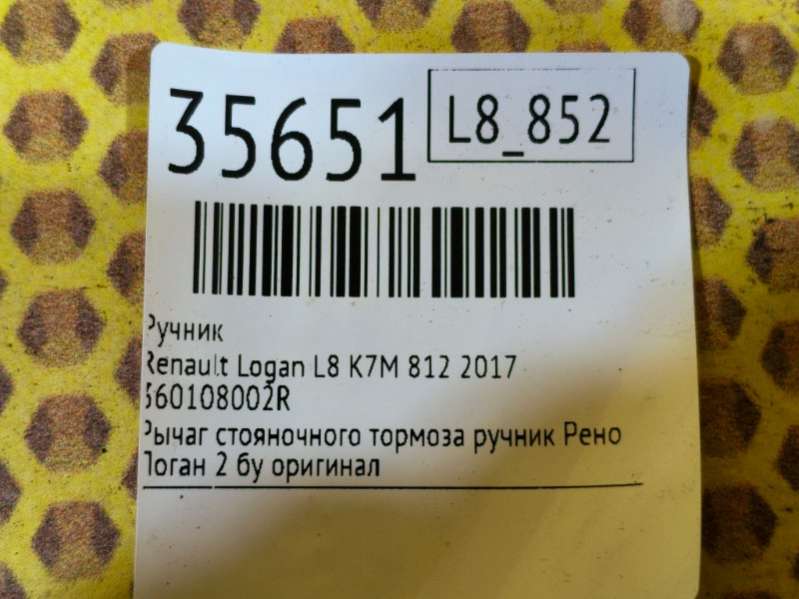 35651
L8_852
Ручник
Renault Logan L8 K7M 812 2017
360108002R
Рычаг стояночного тормоза ручник Рено
Логан 2 бу оригинал